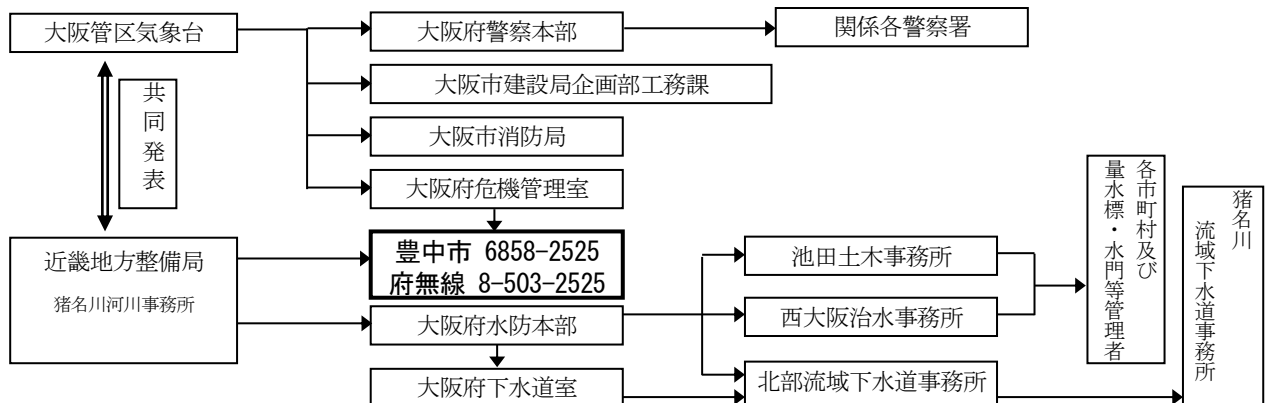 大阪管区気象台
大阪府警察本部
関係各警察署
大阪市建設局企画部工務課
共同発表
大阪市消防局
大阪府危機管理室
近畿地方整備局
猪名川河川事務所
豊中市 6858-2525
府無線 8-503-2525
大阪府水防本部
大阪府下水道室
池田土木事務所
西大阪治水事務所
北部流域下水道事務所
各市町村及び
量水標・水門等管理者
猪名川
流域下水道事務所